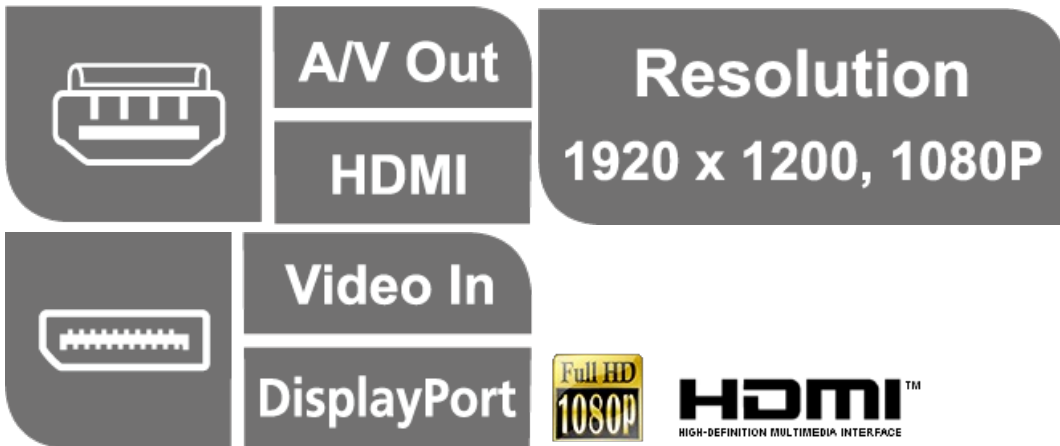 A/V Out
HDMI
Resolution
1920 x 1200, 1080P
Video In
DisplayPort
Full HD
1080P
HDMI™
HIGH-DEFINITION MULTIMEDIA INTERFACE